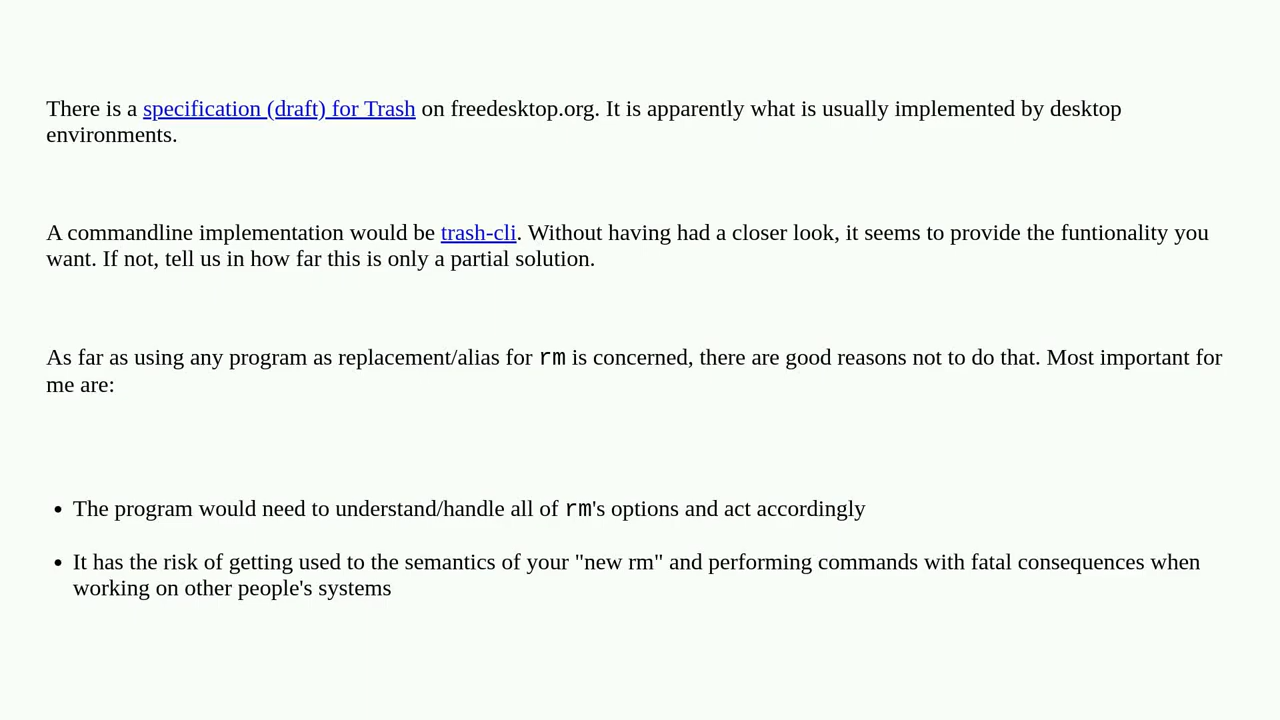 There is a specification (draft) for Trash on freedesktop.org. It is apparently what is usually implemented by desktop
environments.
A commandline implementation would be trash-cli. Without having had a closer look, it seems to provide the funtionality you
want. If not, tell us in how far this is only a partial solution.
As far as using any program as replacement/alias for rm is concerned, there are good reasons not to do that. Most important for
me are:
• The program would need to understand/handle all of rm's options and act accordingly
• It has the risk of getting used to the semantics of your "new rm" and performing commands with fatal consequences when
working on other people's systems